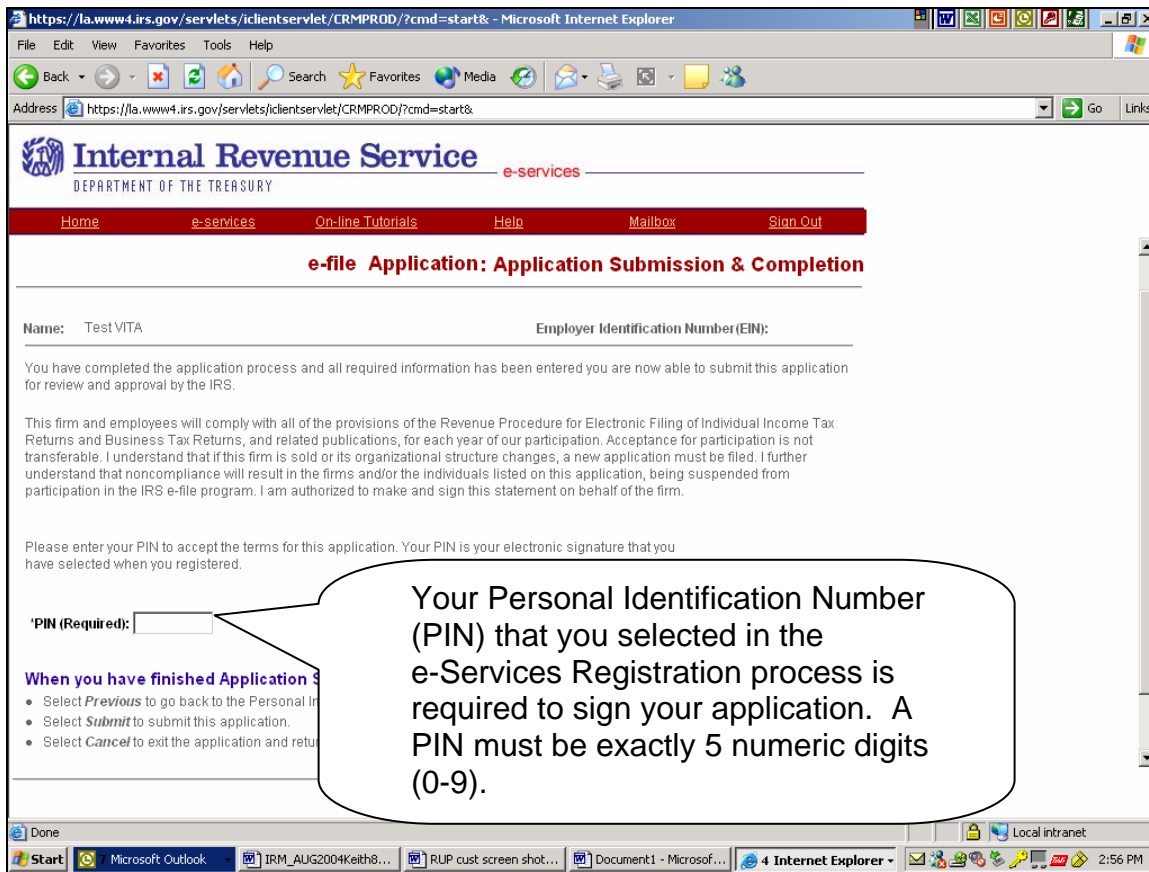 https://la.www4.irs.gov/servlets/iclientservlet/CRMPROD/?cmd=start& - Microsoft Internet Explorer
File Edit View Favorites Tools Help
Back Search Favorites Media
Address https://la.www4.irs.gov/servlets/iclientservlet/CRMPROD/?cmd=start& Go Links
Internal Revenue Service
e-services
DEPARTMENT OF THE TREASURY
Home e-services On-line Tutorials Help Mailbox Sign Out
e-file Application: Application Submission & Completion
Name: Test VITA Employer Identification Number(EIN):
You have completed the application process and all required information has been entered you are now able to submit this application
for review and approval by the IRS.
This firm and employees will comply with all of the provisions of the Revenue Procedure for Electronic Filing of Individual Income Tax
Returns and Business Tax Returns, and related publications, for each year of our participation. Acceptance for participation is not
transferable. I understand that if this firm is sold or its organizational structure changes, a new application must be filed. I further
understand that noncompliance will result in the firms and/or the individuals listed on this application, being suspended from
participation in the IRS e-file program. I am authorized to make and sign this statement on behalf of the firm.
Please enter your PIN to accept the terms for this application. Your PIN is your electronic signature that you
have selected when you registered.
*PIN (Required):
Your Personal Identification Number
(PIN) that you selected in the
e-Services Registration process is
required to sign your application. A
PIN must be exactly 5 numeric digits
(0-9).
When you have finished Application
• Select Previous to go back to the Personal
• Select Submit to submit this application.
• Select Cancel to exit the application and
Done Local intranet
Start 7 Microsoft Outlook IRM_AUG2004Keith8... RUP cust screen shot... Document1 - Microsof... 4 Internet Explorer 2:56 PM